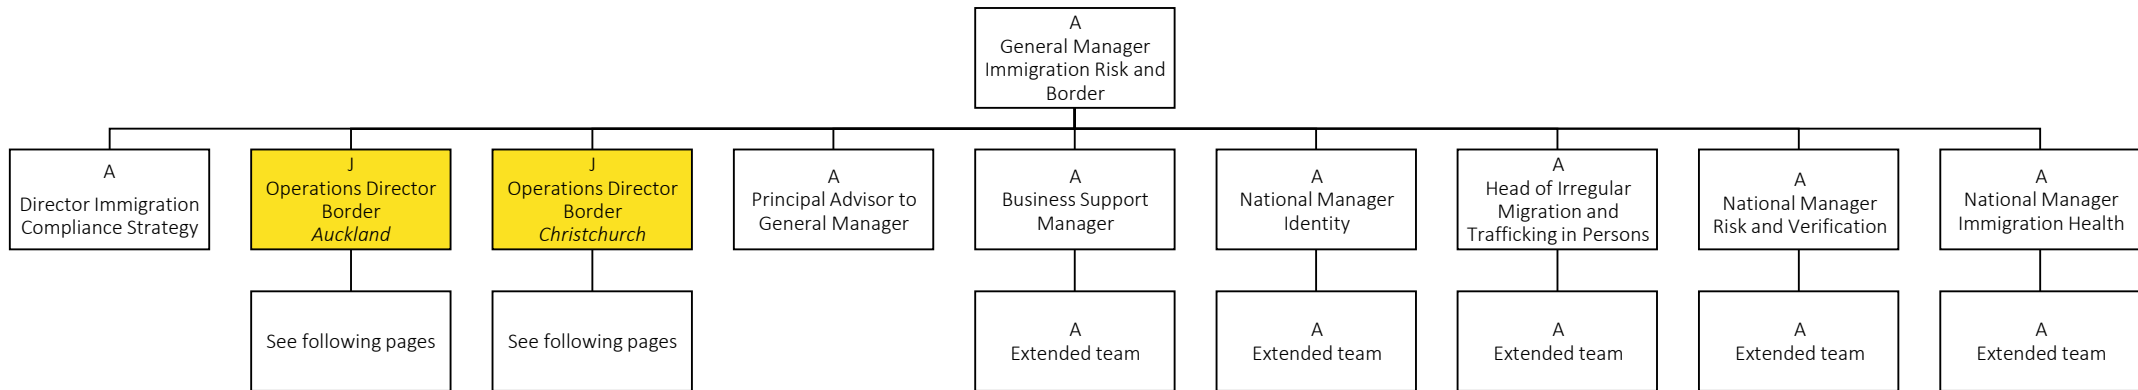 A
General Manager
Immigration Risk and
Border
A
Director Immigration
Compliance Strategy
J
Operations Director
Border
Auckland
J
Operations Director
Border
Christchurch
A
Principal Advisor to
General Manager
A
Business Support
Manager
A
National Manager
Identity
A
Head of Irregular
Migration and
Trafficking in Persons
A
National Manager
Risk and Verification
A
National Manager
Immigration Health
See following pages
See following pages
A
Extended team
A
Extended team
A
Extended team
A
Extended team
A
Extended team